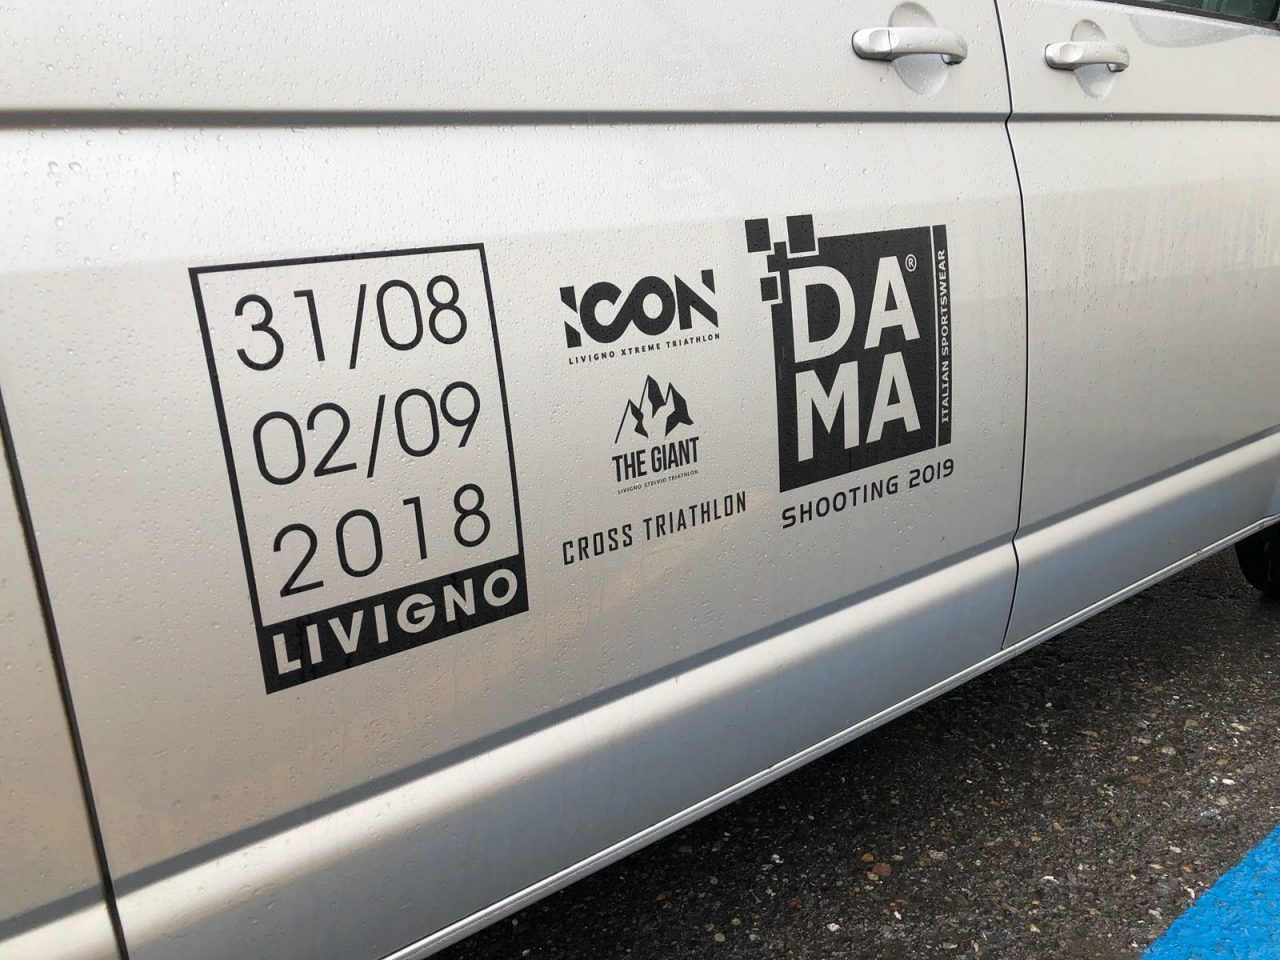 31/08
02/09
2018
LIVIGNO
ICON
LIVIGNO XTREME TRIATHLON
THE GIANT
LIVIGNO STELVIO TRIATHLON
CROSS TRIATHLON
DA®
MA
ITALIAN SPORTSWEAR
SHOOTING 2019